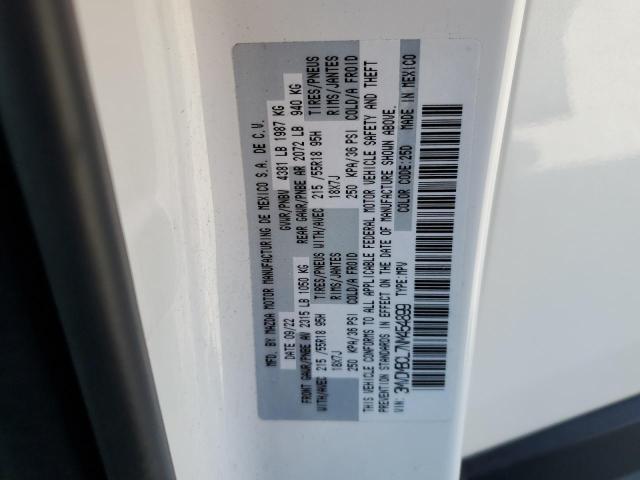 MFD. BY MAZDA MOTOR MANUFACTURING DE MEXICO S.A. DE C.V.
DATE 09/22 GVWR/PNBV 4381 LB 1987 KG
FRONT GAWR/PNBE AV 2315 LB 1050 KG REAR GAWR/PNBE AR 2072 LB 940 KG
WITH/AVEC 215 /55R18 95H TIRES/PNEUS WITH/AVEC 215 /55R18 95H TIRES/PNEUS
18X7J RIMS/JANTES 18X7J RIMS/JANTES
250 KPA/36 PSI COLD/A FROID 250 KPA/36 PSI COLD/A FROID
THIS VEHICLE CONFORMS TO ALL APPLICABLE FEDERAL MOTOR VEHICLE SAFETY AND THEFT
PREVENTION STANDARDS IN EFFECT ON THE DATE OF MANUFACTURE SHOWN ABOVE.
VIN: TYPE:MPV COLOR CODE:25D MADE IN MEXICO